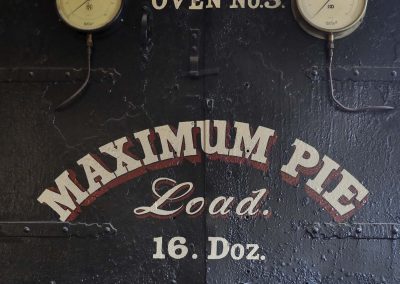 OVEN No.3.
MAXIMUM PIE
Load.
16. Doz.